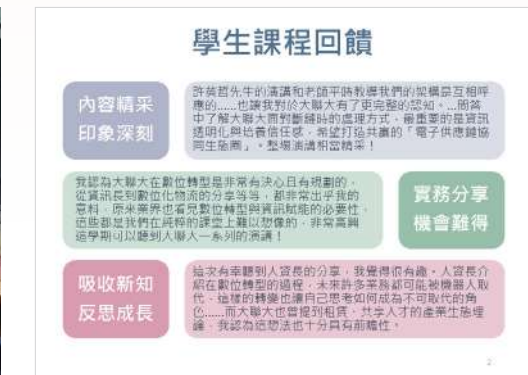 學生課程回饋
內容精采
印象深刻
許英哲先生的演講和老師平時教導我們的架構是互相呼
應的......也讓我對於大聯大有了更完整的認知。...問答
中了解大聯大面對斷鏈時的處理方式，最重要的是資訊
透明化與培養信任感，希望打造共贏的「電子供應鏈協
同生態圈」。整場演講相當精采！
我認為大聯大在數位轉型是非常有決心且有規劃的，
從資訊長到數位化物流的分享等等，都非常出乎我的
意料，原來業界也看見數位轉型與資訊賦能的必要性，
這些都是我們在純粹的課堂上難以想像的，非常高興
這學期可以聽到大聯大一系列的演講！
實務分享
機會難得
吸收新知
反思成長
這次有幸聽到人資長的分享，我覺得很有趣。人資長介
紹在數位轉型的過程，未來許多業務都可能被機器人取
代，這樣的轉變也讓自己思考如何成為不可取代的角
色......而大聯大也曾提到租賃、共享人才的產業生態理
論，我認為這想法也十分具有前瞻性。
2